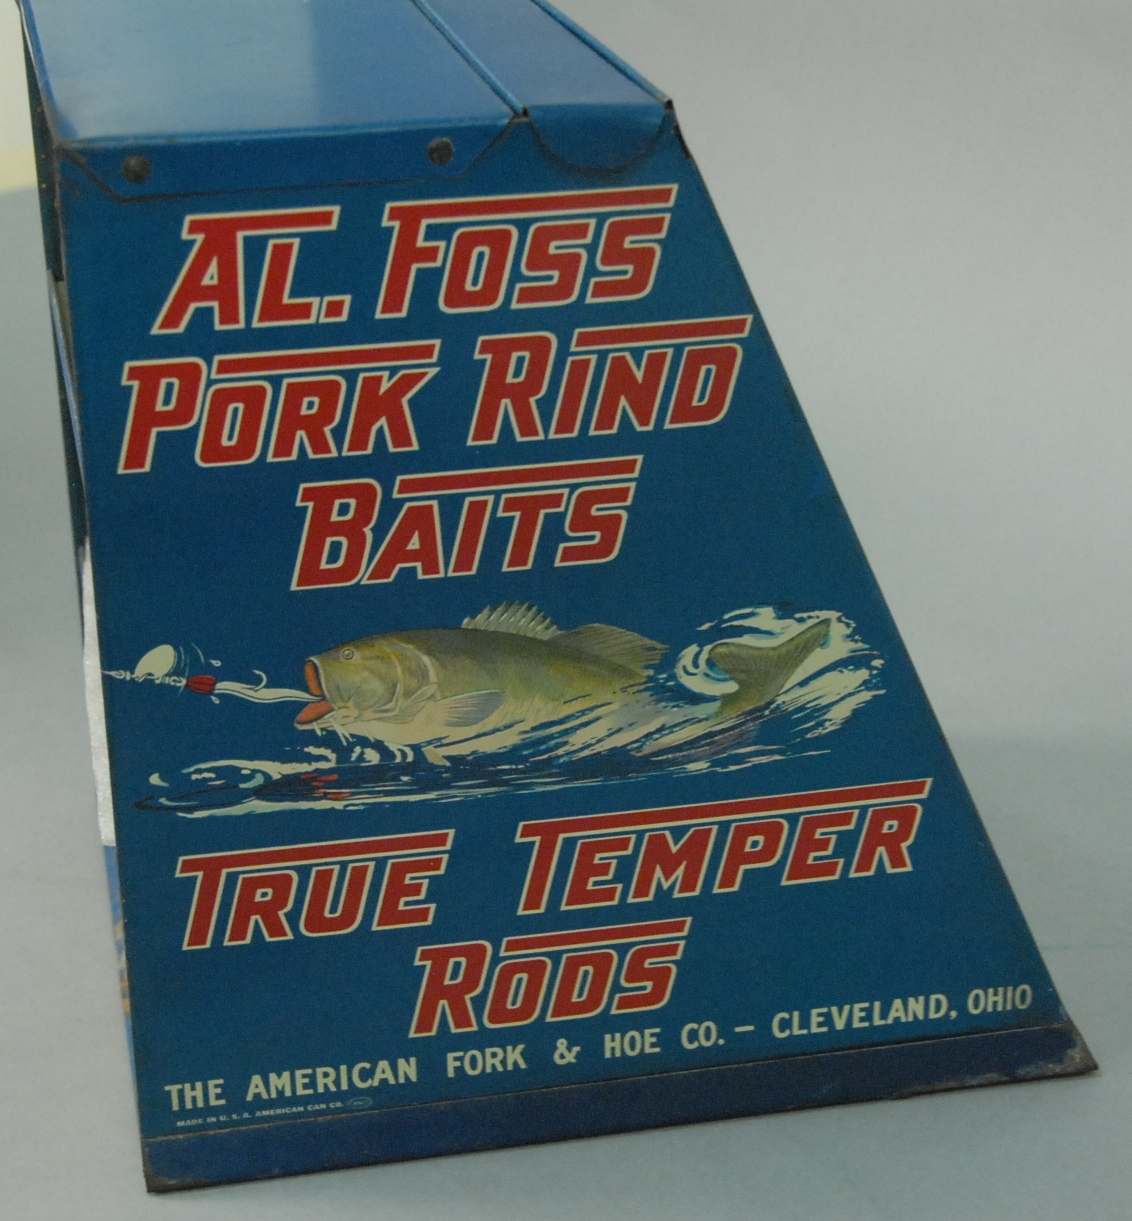 AL. FOSS
PORK RIND
BAITS
TRUE TEMPER
RODS
THE AMERICAN FORK & HOE CO. – CLEVELAND, OHIO
MADE IN U. S. A. AMERICAN CAN CO.